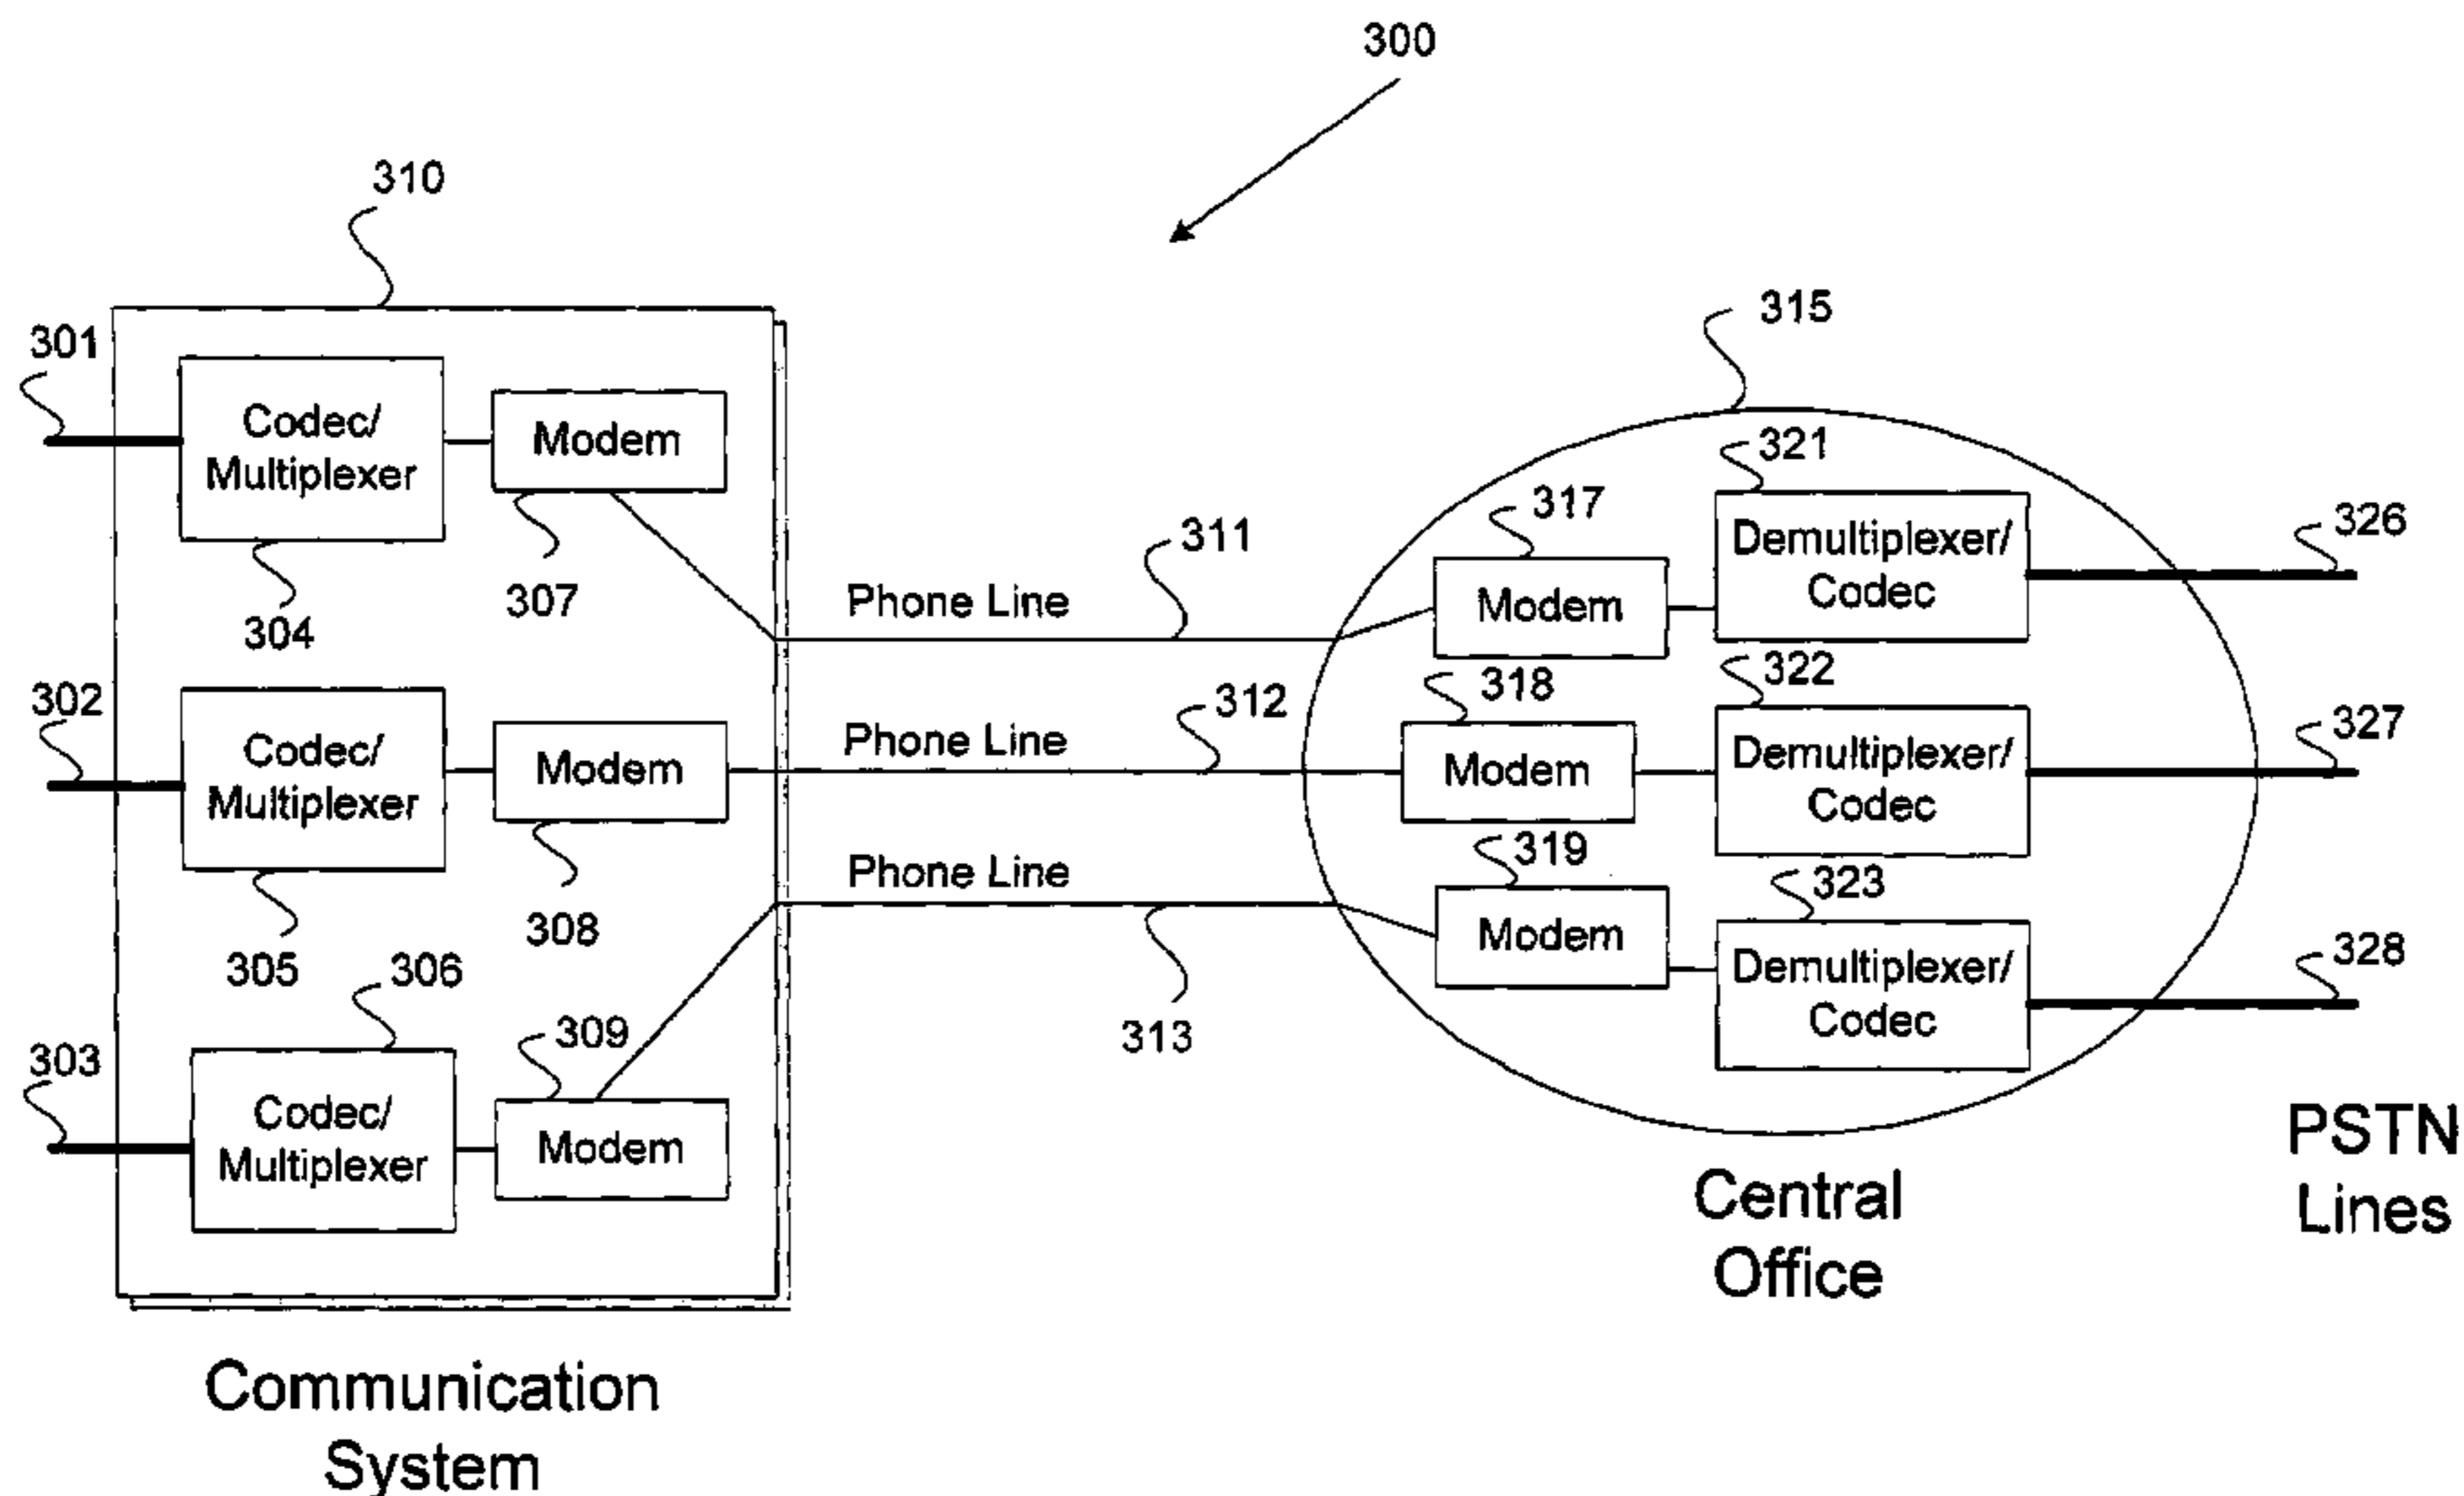 300
310
315
301
Codec/
Multiplexer
Modem
304
307
Phone Line
311
317
Modem
321
Demultiplexer/
Codec
326
302
Codec/
Multiplexer
Modem
305
308
Phone Line
312
318
Modem
322
Demultiplexer/
Codec
327
303
306
Codec/
Multiplexer
309
Modem
Phone Line
313
319
Modem
323
Demultiplexer/
Codec
328
Communication
System
Central
Office
PSTN
Lines